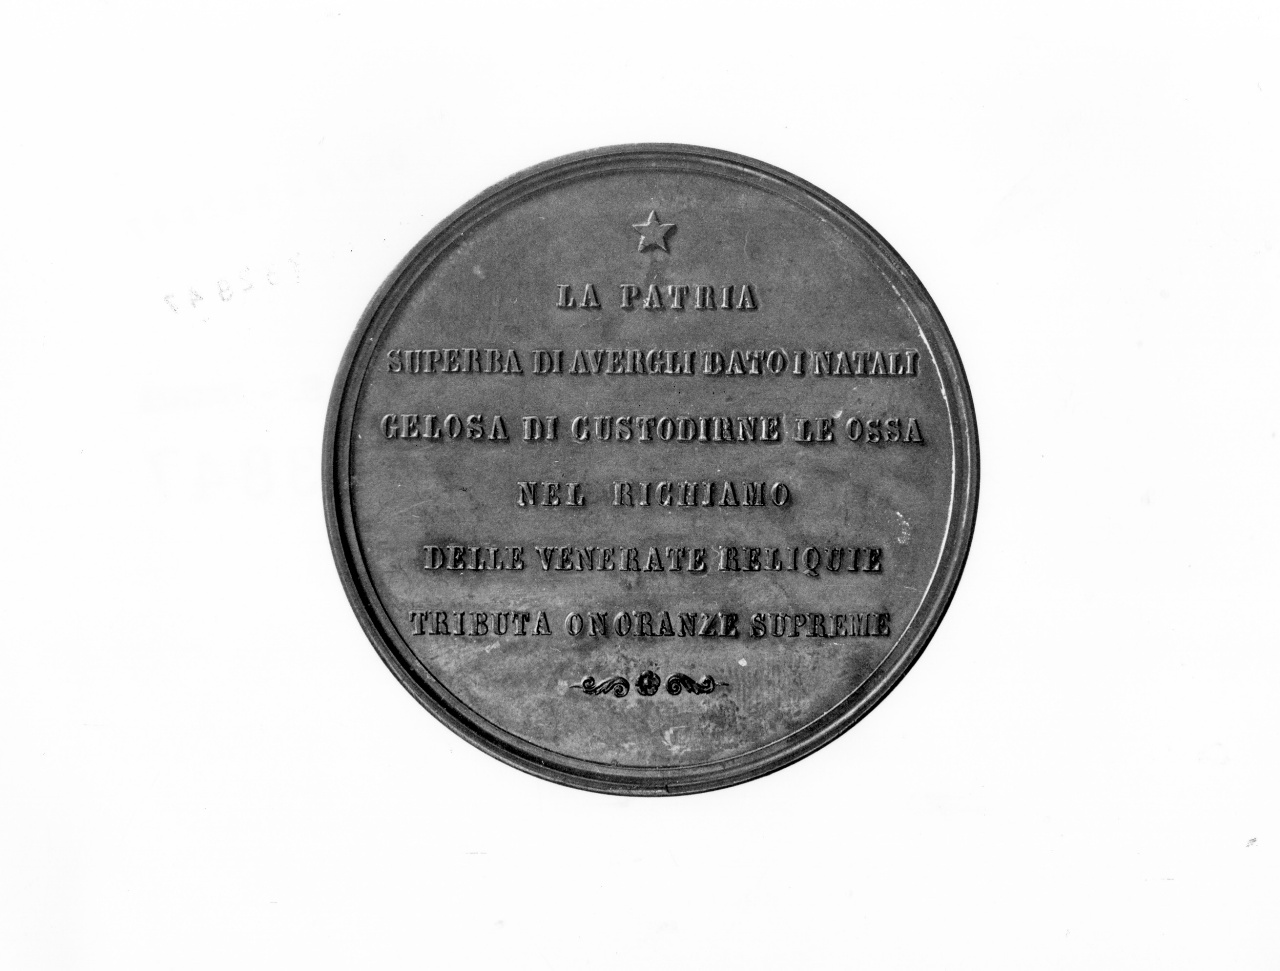 LA PATRIA
SUPERBA DI AVERGLI DATO I NATALI
GELOSA DI CUSTODIRNE LE OSSA
NEL RICHIAMO
DELLE VENERATE RELIQUIE
TRIBUTA ONORANZE SUPREME